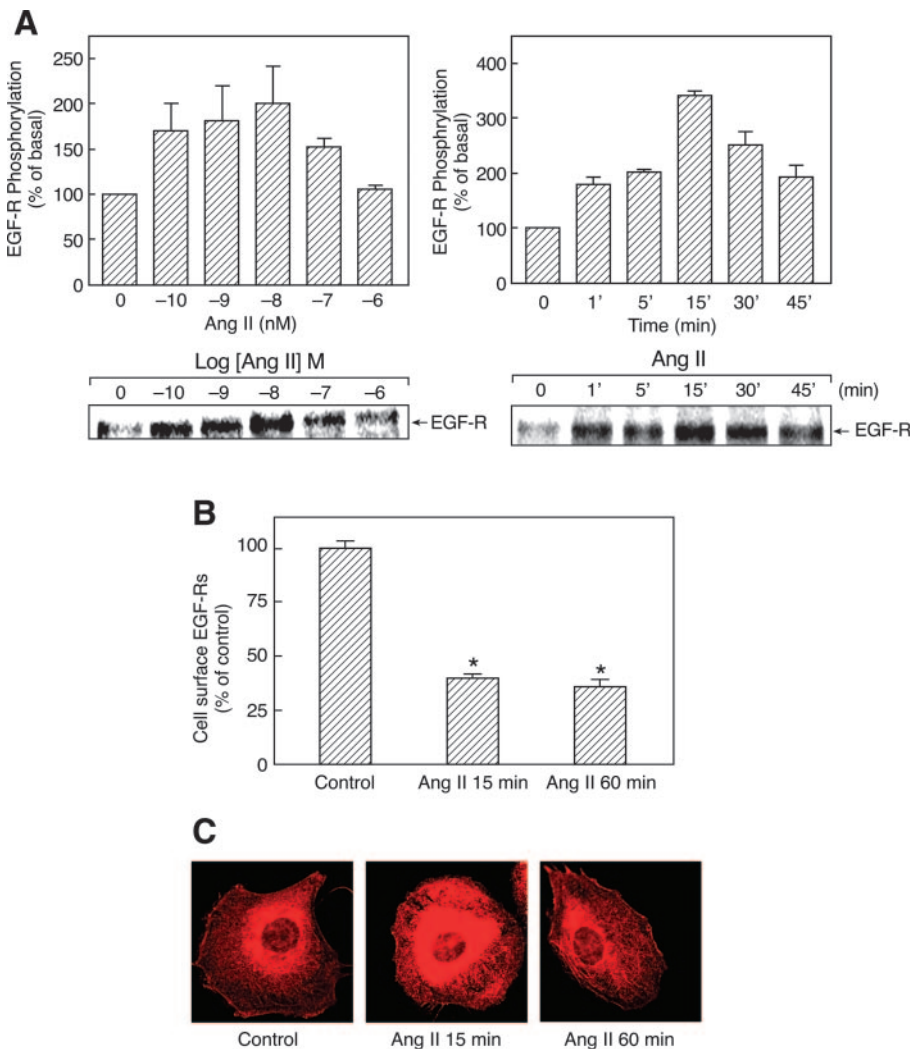 A
EGF-R Phosphorylation
(% of basal)
250
200
150
100
50
0
0 –10 –9 –8 –7 –6
Ang II (nM)
EGF-R Phosphrylation
(% of basal)
400
300
200
100
0
0 1’ 5’ 15’ 30’ 45’
Time (min)
Log [Ang II] M
0 –10 –9 –8 –7 –6
EGF-R
Ang II
0 1’ 5’ 15’ 30’ 45’ (min)
EGF-R
B
Cell surface EGF-Rs
(% of control)
100
75
50
25
0
* *
Control Ang II 15 min Ang II 60 min
C
Control Ang II 15 min Ang II 60 min